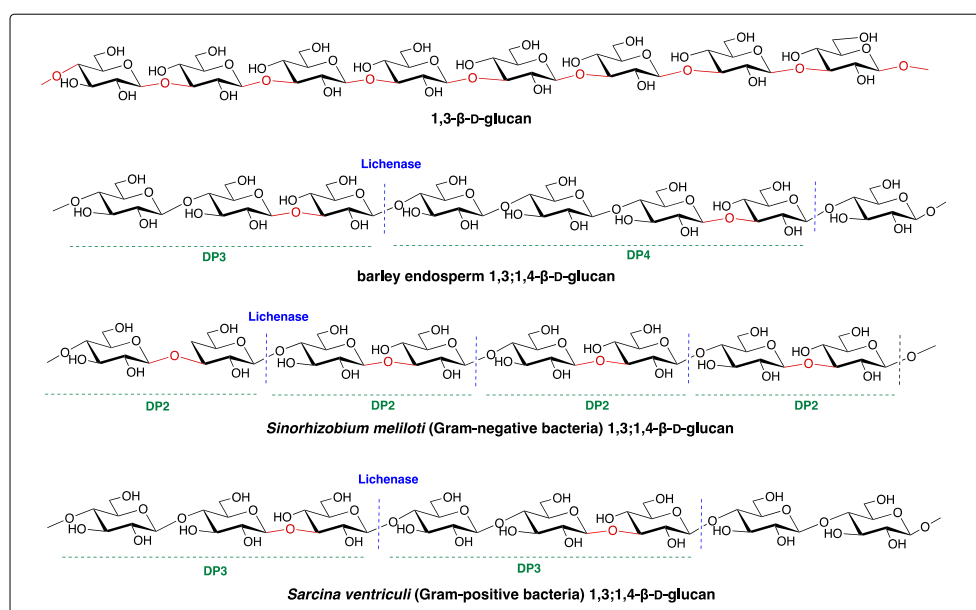 1,3-β-D-glucan
Lichenase
DP3 DP4
barley endosperm 1,3;1,4-β-D-glucan
Lichenase
DP2 DP2 DP2 DP2
Sinorhizobium meliloti (Gram-negative bacteria) 1,3;1,4-β-D-glucan
Lichenase
DP3 DP3
Sarcina ventriculi (Gram-positive bacteria) 1,3;1,4-β-D-glucan